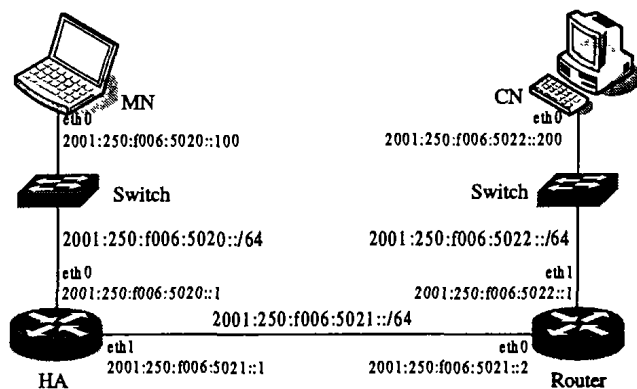 MN
CN
eth0
2001:250:f006:5020::100
eth0
2001:250:f006:5022::200
Switch
Switch
2001:250:f006:5020::/64
2001:250:f006:5022::/64
eth0
2001:250:f006:5020::1
eth1
2001:250:f006:5022::1
2001:250:f006:5021::/64
eth1
2001:250:f006:5021::1
eth0
2001:250:f006:5021::2
HA
Router